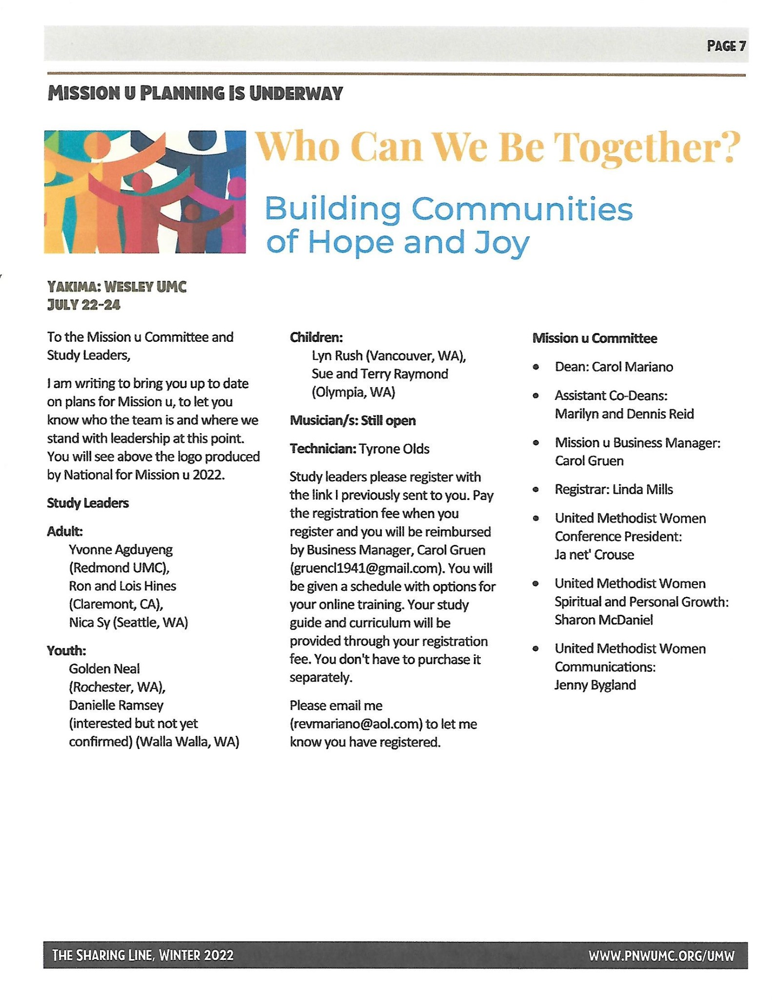 PAGE 7
MISSION U PLANNING IS UNDERWAY
Who Can We Be Together?
Building Communities
of Hope and Joy
YAKIMA: WESLEY UMC
JULY 22-24
To the Mission u Committee and
Study Leaders,
I am writing to bring you up to date
on plans for Mission u, to let you
know who the team is and where we
stand with leadership at this point.
You will see above the logo produced
by National for Mission u 2022.
Study Leaders
Adult:
Yvonne Agduyeng
(Redmond UMC),
Ron and Lois Hines
(Claremont, CA),
Nica Sy (Seattle, WA)
Youth:
Golden Neal
(Rochester, WA),
Danielle Ramsey
(interested but not yet
confirmed) (Walla Walla, WA)
Children:
Lyn Rush (Vancouver, WA),
Sue and Terry Raymond
(Olympia, WA)
Musician/s: Still open
Technician: Tyrone Olds
Study leaders please register with
the link I previously sent to you. Pay
the registration fee when you
register and you will be reimbursed
by Business Manager, Carol Gruen
(gruencl1941@gmail.com). You will
be given a schedule with options for
your online training. Your study
guide and curriculum will be
provided through your registration
fee. You don't have to purchase it
separately.
Please email me
(revmariano@aol.com) to let me
know you have registered.
Mission u Committee
• Dean: Carol Mariano
• Assistant Co-Deans:
Marilyn and Dennis Reid
• Mission u Business Manager:
Carol Gruen
• Registrar: Linda Mills
• United Methodist Women
Conference President:
Ja net' Crouse
• United Methodist Women
Spiritual and Personal Growth:
Sharon McDaniel
• United Methodist Women
Communications:
Jenny Bygland
THE SHARING LINE, WINTER 2022
WWW.PNWUMC.ORG/UMW